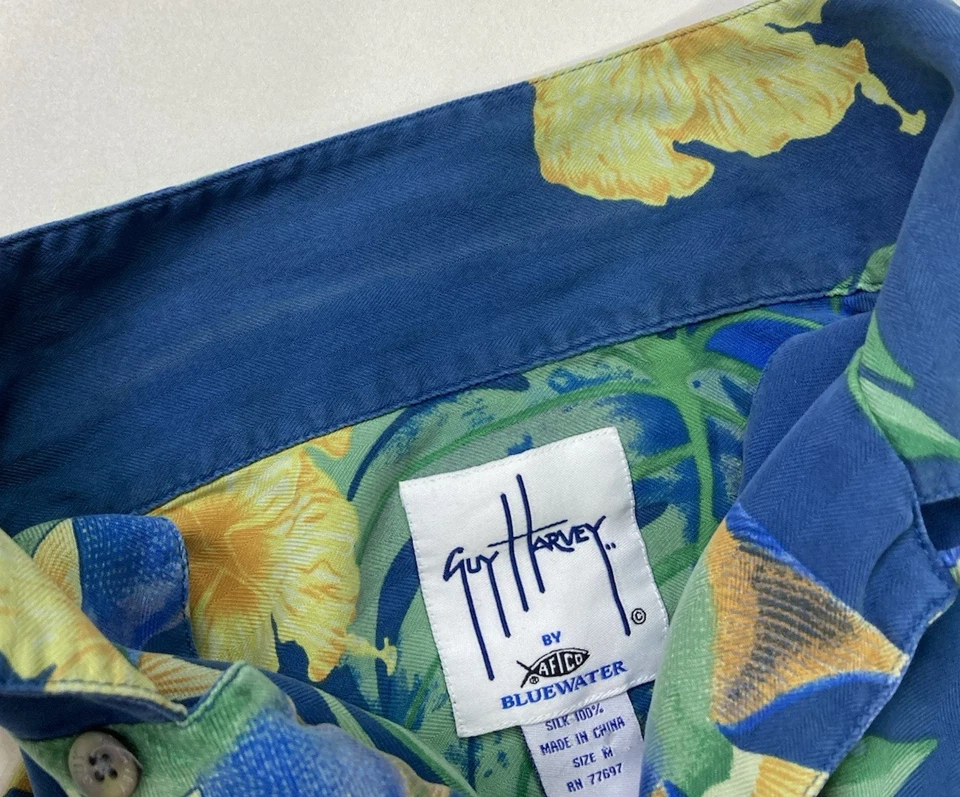 GUY HARVEY..
©
BY
AFTCO
®
BLUEWATER
SILK 100%
MADE IN CHINA
SIZE M
RN 77697